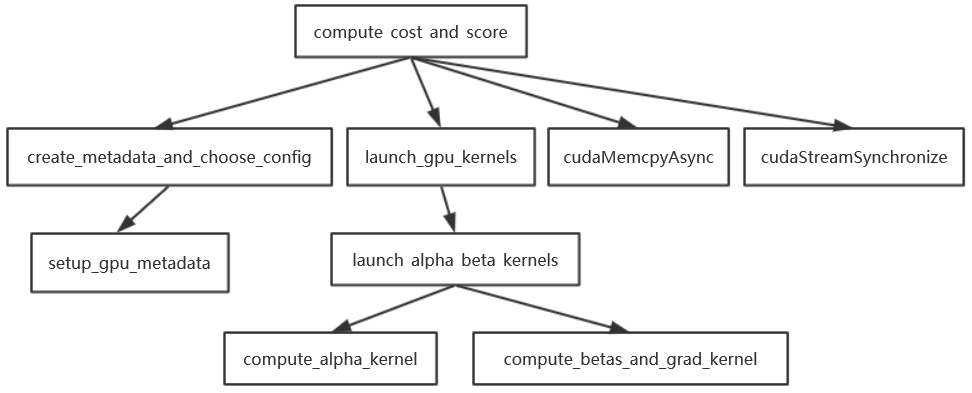 compute cost and score
create_metadata_and_choose_config
launch_gpu_kernels
cudaMemcpyAsync
cudaStreamSynchronize
setup_gpu_metadata
launch alpha beta kernels
compute_alpha_kernel
compute_betas_and_grad_kernel